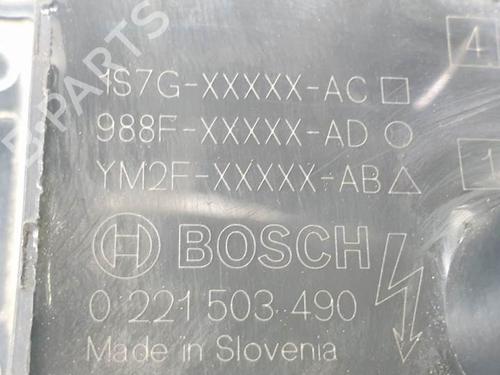 1S7G-XXXXX-AC □
988F-XXXXX-AD ○
YM2F-XXXXX-AB △
BOSCH
0 221 503 490
Made in Slovenia
4
1
B-PARTS